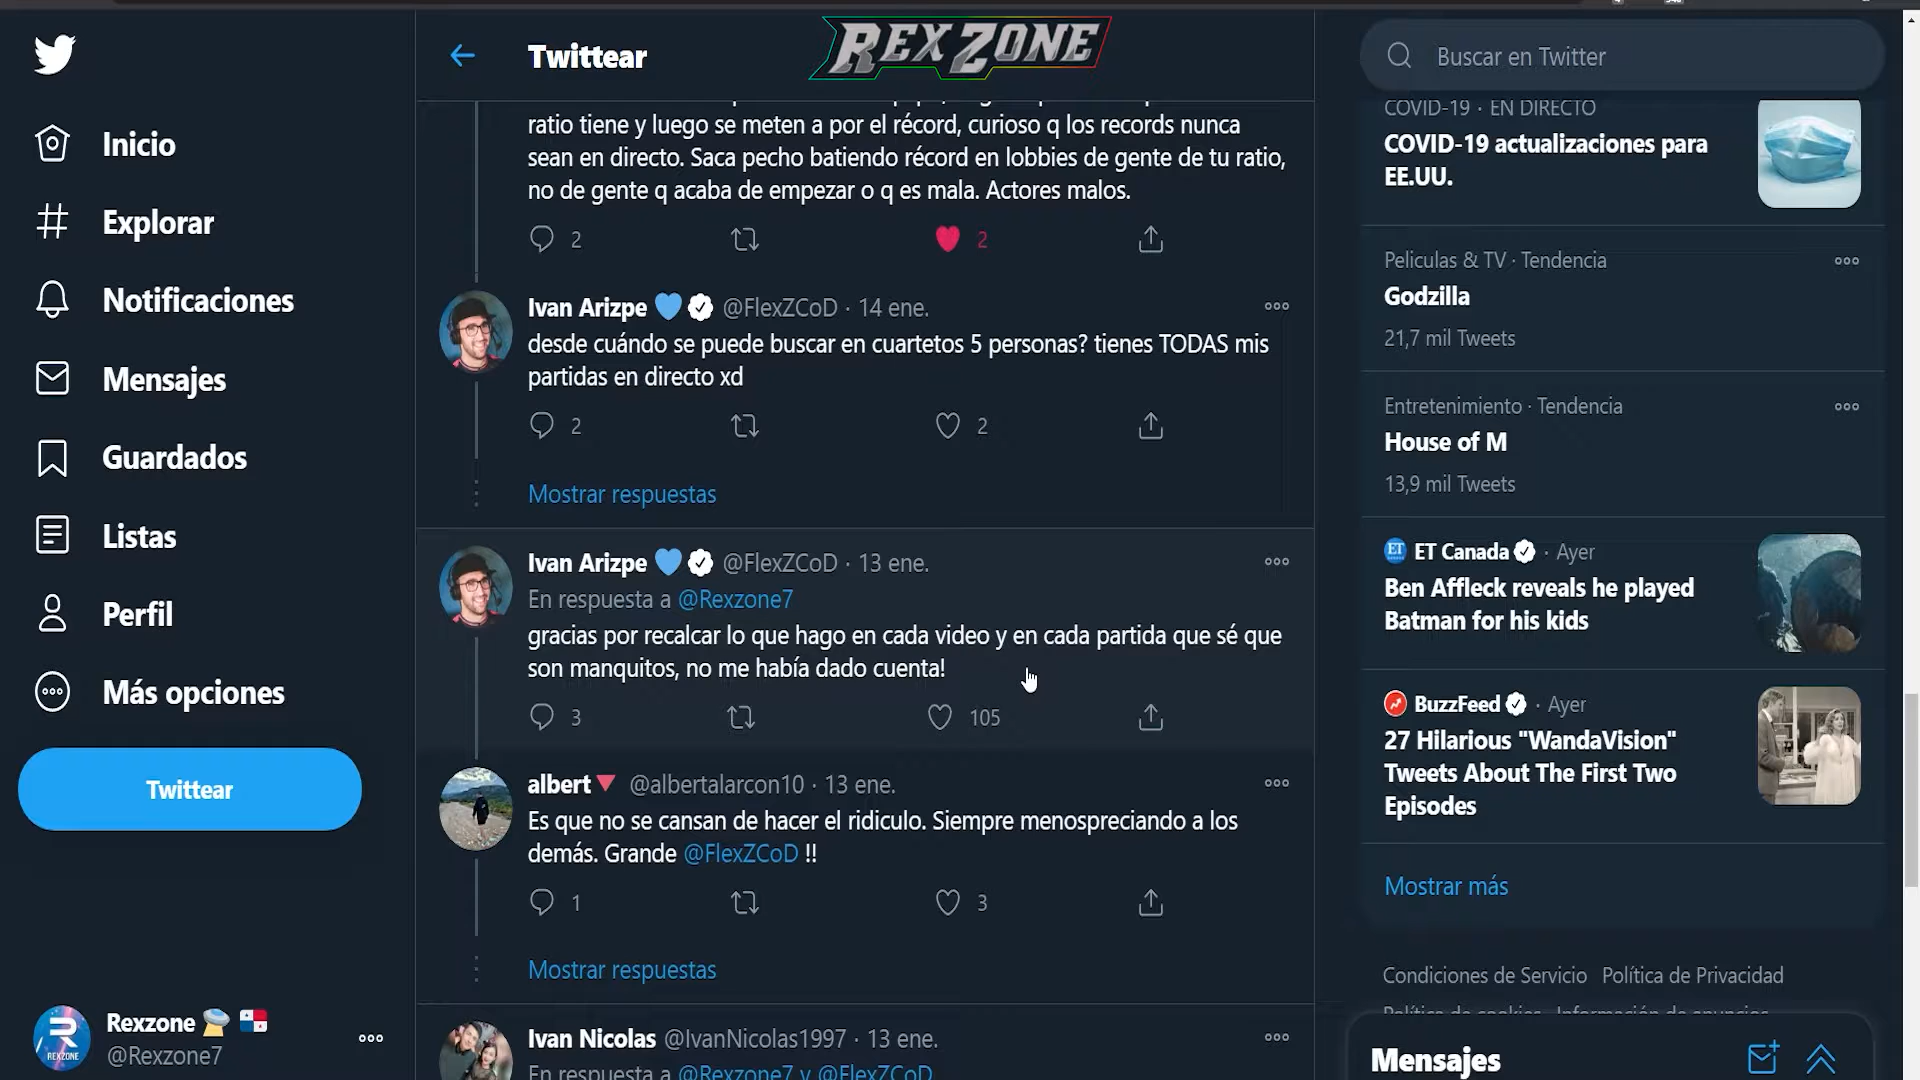 REX ZONE
Twittear
Buscar en Twitter
Inicio
Explorar
Notificaciones
Mensajes
Guardados
Listas
Perfil
Más opciones
Twittear
Rexzone
@Rexzone7
REXZONE
ratio tiene y luego se meten a por el récord, curioso q los records nunca
sean en directo. Saca pecho batiendo récord en lobbies de gente de tu ratio,
no de gente q acaba de empezar o q es mala. Actores malos.
2
2
Ivan Arizpe @FlexZCoD · 14 ene.
desde cuándo se puede buscar en cuartetos 5 personas? tienes TODAS mis
partidas en directo xd
2
2
Mostrar respuestas
Ivan Arizpe @FlexZCoD · 13 ene.
En respuesta a @Rexzone7
gracias por recalcar lo que hago en cada video y en cada partida que sé que
son manquitos, no me había dado cuenta!
3
105
albert @albertalarcon10 · 13 ene.
Es que no se cansan de hacer el ridiculo. Siempre menospreciando a los
demás. Grande @FlexZCoD !!
1
3
Mostrar respuestas
Ivan Nicolas @IvanNicolas1997 · 13 ene.
En respuesta a @Rexzone7 y @FlexZCoD
COVID-19 · EN DIRECTO
COVID-19 actualizaciones para
EE.UU.
Peliculas & TV · Tendencia
Godzilla
21,7 mil Tweets
Entretenimiento · Tendencia
House of M
13,9 mil Tweets
ET
ET Canada · Ayer
Ben Affleck reveals he played
Batman for his kids
BuzzFeed · Ayer
27 Hilarious "WandaVision"
Tweets About The First Two
Episodes
Mostrar más
Condiciones de Servicio Política de Privacidad
Política de cookies Información de anuncios
Mensajes